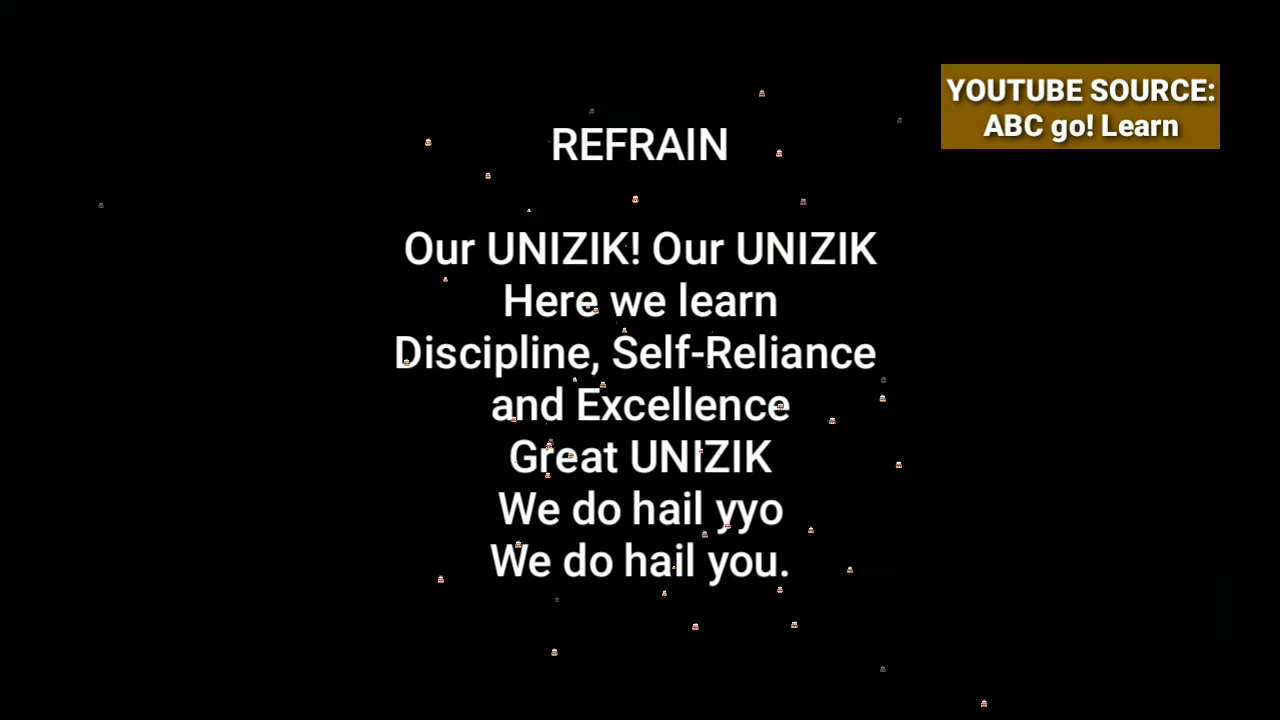 YOUTUBE SOURCE:
ABC go! Learn
REFRAIN
Our UNIZIK! Our UNIZIK
Here we learn
Discipline, Self-Reliance
and Excellence
Great UNIZIK
We do hail yyo
We do hail you.